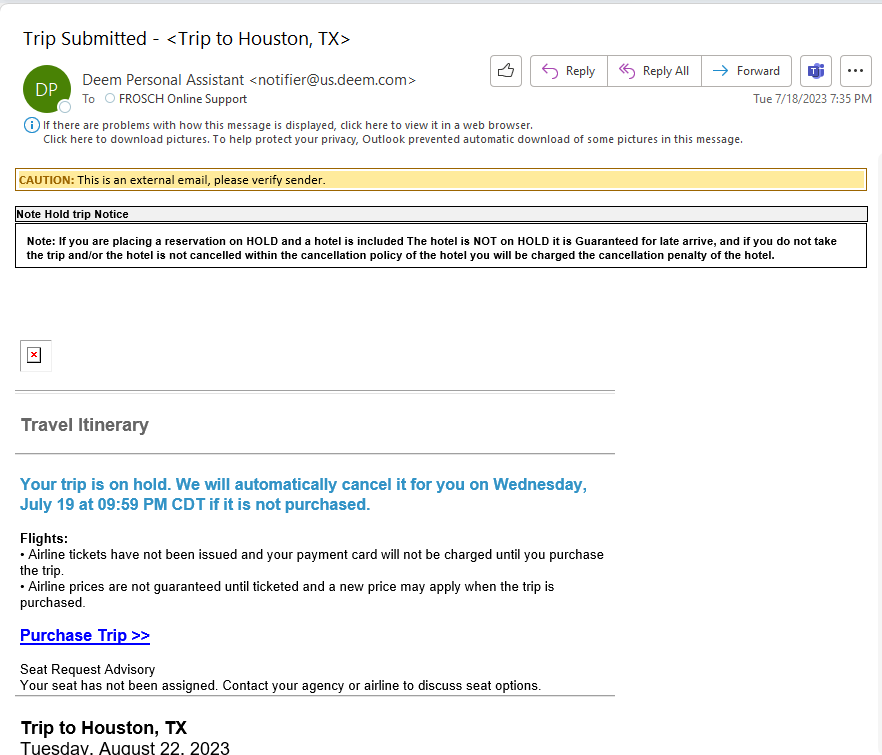 Trip Submitted - <Trip to Houston, TX>
DP
Deem Personal Assistant <notifier@us.deem.com>
Reply
Reply All
Forward
To FROSCH Online Support
Tue 7/18/2023 7:35 PM
If there are problems with how this message is displayed, click here to view it in a web browser.
Click here to download pictures. To help protect your privacy, Outlook prevented automatic download of some pictures in this message.
CAUTION: This is an external email, please verify sender.
Note Hold trip Notice
Note: If you are placing a reservation on HOLD and a hotel is included The hotel is NOT on HOLD it is Guaranteed for late arrive, and if you do not take
the trip and/or the hotel is not cancelled within the cancellation policy of the hotel you will be charged the cancellation penalty of the hotel.
Travel Itinerary
Your trip is on hold. We will automatically cancel it for you on Wednesday,
July 19 at 09:59 PM CDT if it is not purchased.
Flights:
• Airline tickets have not been issued and your payment card will not be charged until you purchase
the trip.
• Airline prices are not guaranteed until ticketed and a new price may apply when the trip is
purchased.
Purchase Trip >>
Seat Request Advisory
Your seat has not been assigned. Contact your agency or airline to discuss seat options.
Trip to Houston, TX
Tuesday, August 22, 2023